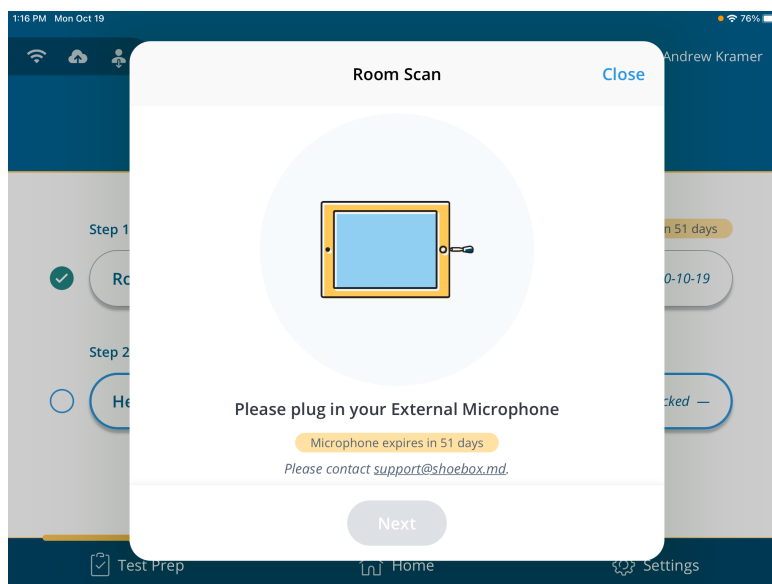 1:16 PM Mon Oct 19
76%
Room Scan
Close
Andrew Kramer
Step 1
n 51 days
0-10-19
Step 2
cked —
Please plug in your External Microphone
Microphone expires in 51 days
Please contact support@shoebox.md.
Next
Test Prep
Home
Settings